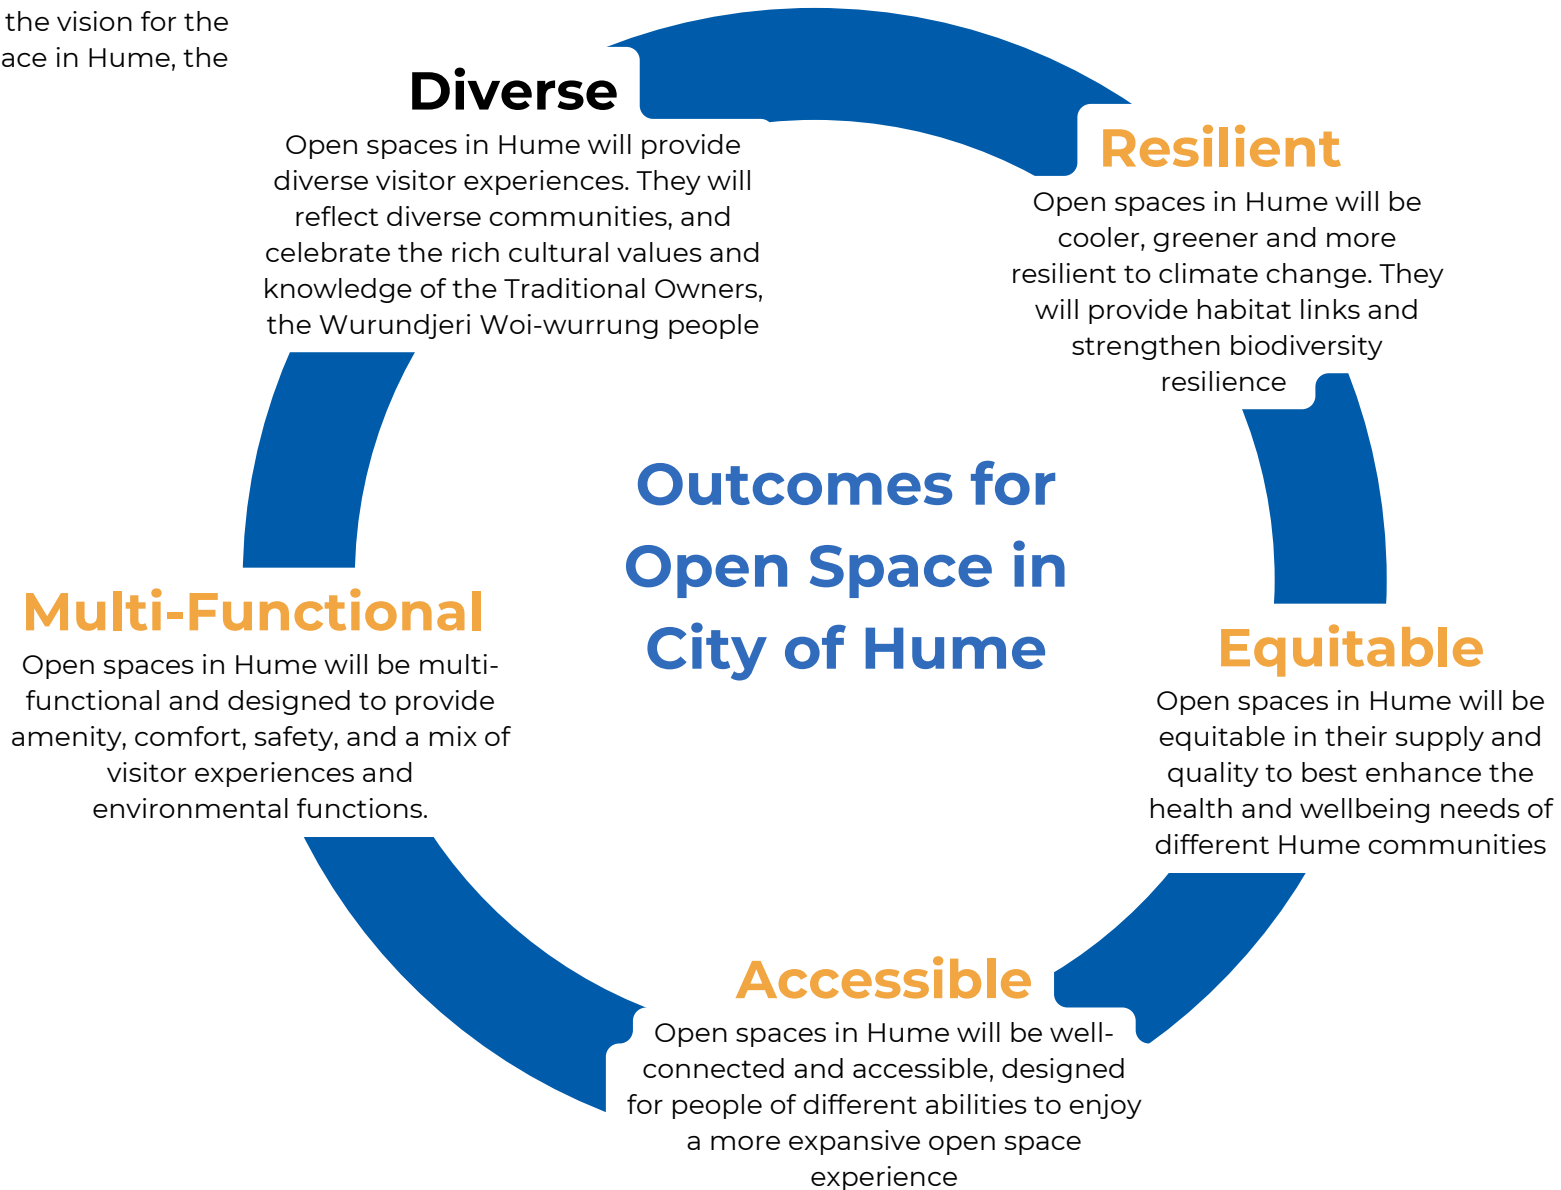 the vision for the
ace in Hume, the
Diverse
Open spaces in Hume will provide
diverse visitor experiences. They will
reflect diverse communities, and
celebrate the rich cultural values and
knowledge of the Traditional Owners,
the Wurundjeri Woi-wurrung people
Resilient
Open spaces in Hume will be
cooler, greener and more
resilient to climate change. They
will provide habitat links and
strengthen biodiversity
resilience
Outcomes for
Open Space in
City of Hume
Multi-Functional
Open spaces in Hume will be multi-
functional and designed to provide
amenity, comfort, safety, and a mix of
visitor experiences and
environmental functions.
Equitable
Open spaces in Hume will be
equitable in their supply and
quality to best enhance the
health and wellbeing needs of
different Hume communities
Accessible
Open spaces in Hume will be well-
connected and accessible, designed
for people of different abilities to enjoy
a more expansive open space
experience